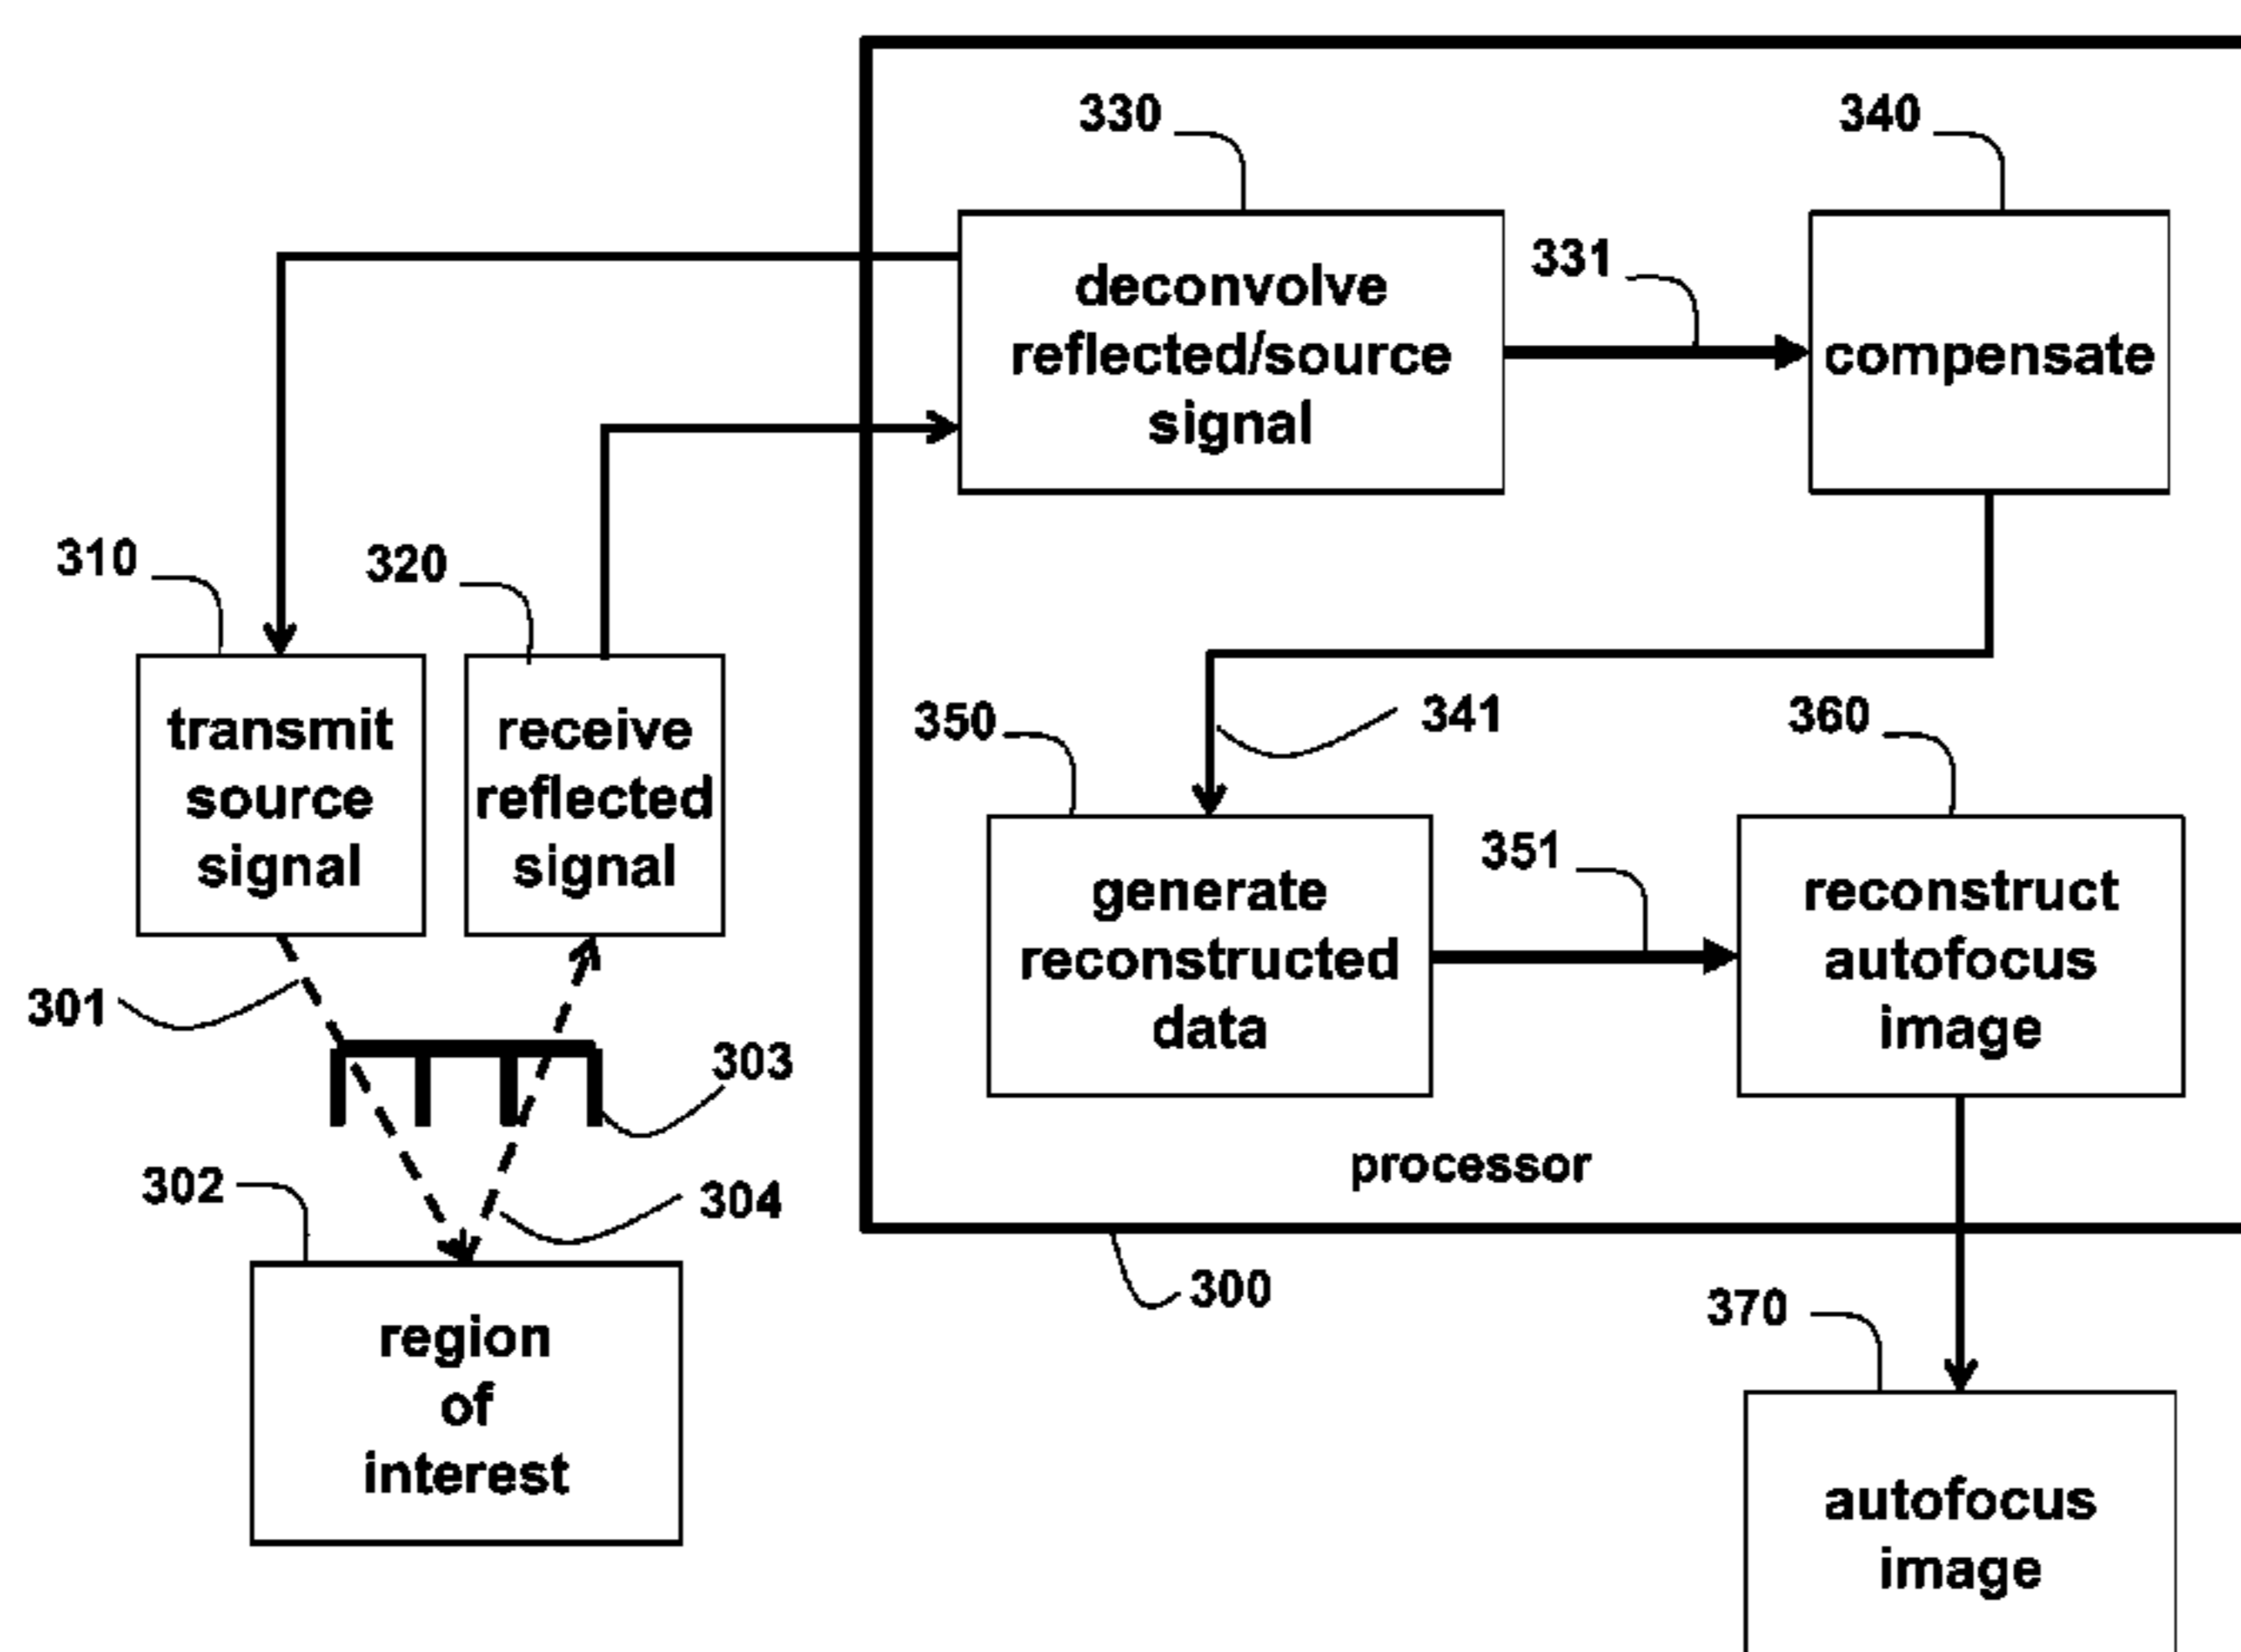 330
340
deconvolve
reflected/source
signal
331
compensate
310
320
transmit
source
signal
receive
reflected
signal
350
341
360
generate
reconstructed
data
351
reconstruct
autofocus
image
301
303
302
304
processor
300
region
of
interest
370
autofocus
image